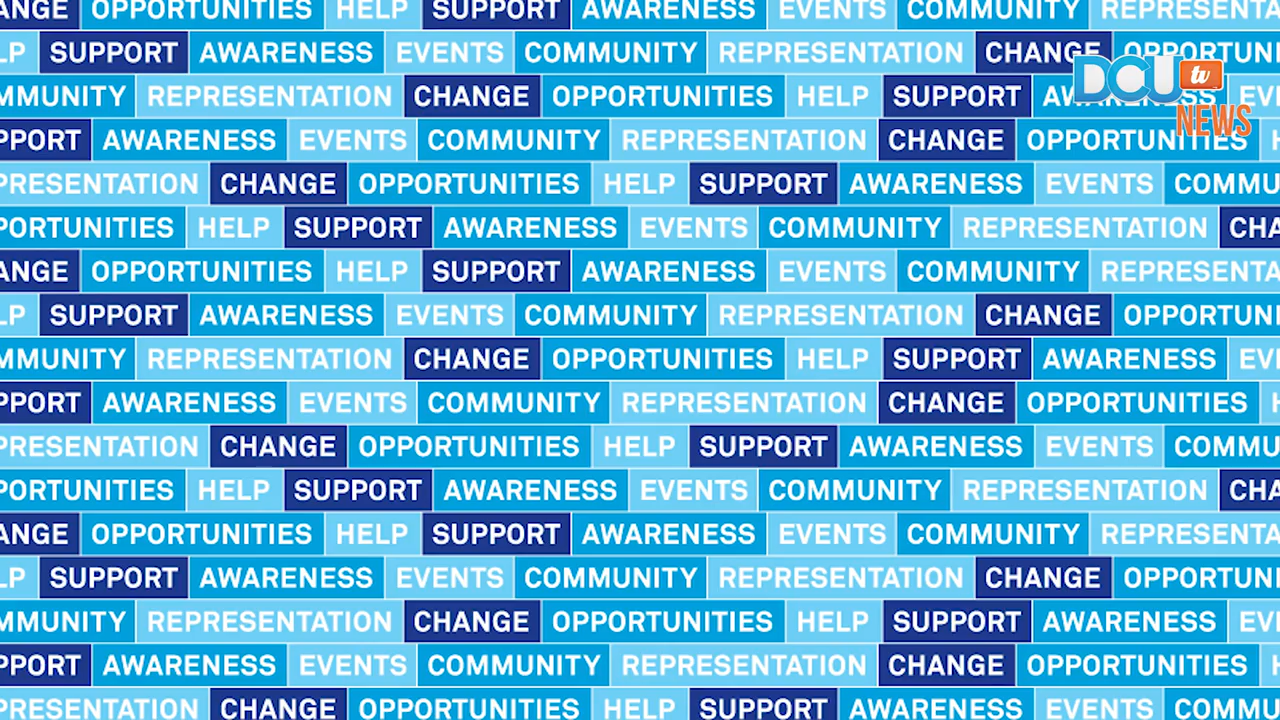 ANGE OPPORTUNITIES HELP SUPPORT AWARENESS EVENTS COMMUNITY REPRESENTA
LP SUPPORT AWARENESS EVENTS COMMUNITY REPRESENTATION CHANGE OPPORTUNI
DCU tv
MMUNITY REPRESENTATION CHANGE OPPORTUNITIES HELP SUPPORT AWARENESS EV
NEWS
PPORT AWARENESS EVENTS COMMUNITY REPRESENTATION CHANGE OPPORTUNITIES H
PRESENTATION CHANGE OPPORTUNITIES HELP SUPPORT AWARENESS EVENTS COMMU
PORTUNITIES HELP SUPPORT AWARENESS EVENTS COMMUNITY REPRESENTATION CHA
ANGE OPPORTUNITIES HELP SUPPORT AWARENESS EVENTS COMMUNITY REPRESENTA
LP SUPPORT AWARENESS EVENTS COMMUNITY REPRESENTATION CHANGE OPPORTUNI
MMUNITY REPRESENTATION CHANGE OPPORTUNITIES HELP SUPPORT AWARENESS EV
PPORT AWARENESS EVENTS COMMUNITY REPRESENTATION CHANGE OPPORTUNITIES H
PRESENTATION CHANGE OPPORTUNITIES HELP SUPPORT AWARENESS EVENTS COMMU
PORTUNITIES HELP SUPPORT AWARENESS EVENTS COMMUNITY REPRESENTATION CHA
ANGE OPPORTUNITIES HELP SUPPORT AWARENESS EVENTS COMMUNITY REPRESENTA
LP SUPPORT AWARENESS EVENTS COMMUNITY REPRESENTATION CHANGE OPPORTUNI
MMUNITY REPRESENTATION CHANGE OPPORTUNITIES HELP SUPPORT AWARENESS EV
PPORT AWARENESS EVENTS COMMUNITY REPRESENTATION CHANGE OPPORTUNITIES H
PRESENTATION CHANGE OPPORTUNITIES HELP SUPPORT AWARENESS EVENTS COMMU